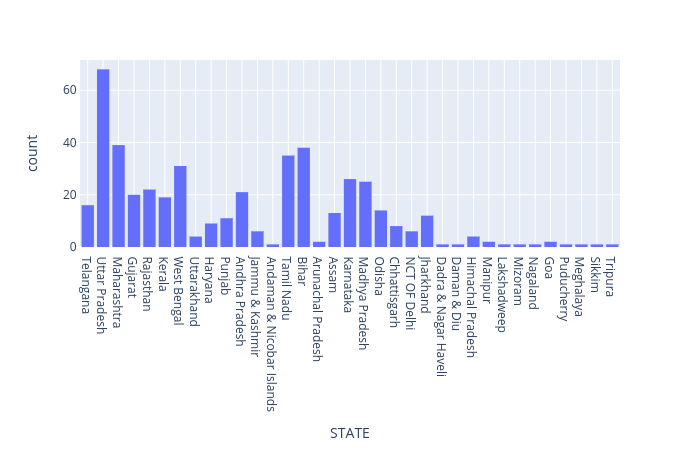 60
40
20
0
count
Telangana
Uttar Pradesh
Maharashtra
Gujarat
Rajasthan
Kerala
West Bengal
Uttarakhand
Haryana
Punjab
Andhra Pradesh
Jammu & Kashmir
Andaman & Nicobar Islands
Tamil Nadu
Bihar
Arunachal Pradesh
Assam
Karnataka
Madhya Pradesh
Odisha
Chhattisgarh
NCT OF Delhi
Jharkhand
Dadra & Nagar Haveli
Daman & Diu
Himachal Pradesh
Manipur
Lakshadweep
Mizoram
Nagaland
Goa
Puducherry
Meghalaya
Sikkim
Tripura
STATE